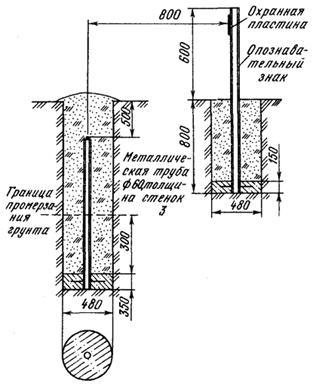 800
Охранная
пластина
Опознава-
тельный
знак
600
800
150
480
500
Металличе-
ская труба
ф60,толщи-
на стенок
3
Граница
промерза-
ния
грунта
300
480
350